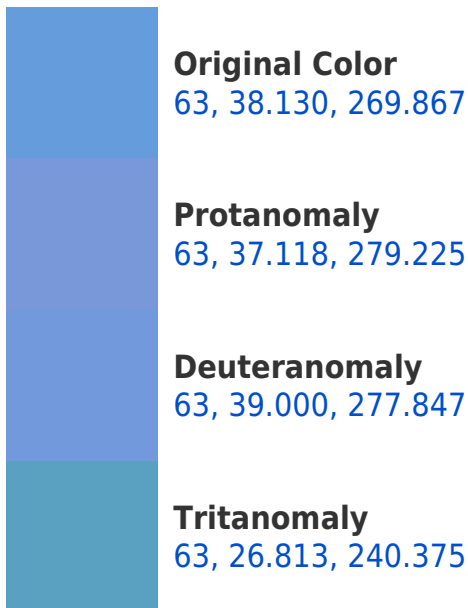 Original Color
63, 38.130, 269.867
Protanomaly
63, 37.118, 279.225
Deuteranomaly
63, 39.000, 277.847
Tritanomaly
63, 26.813, 240.375